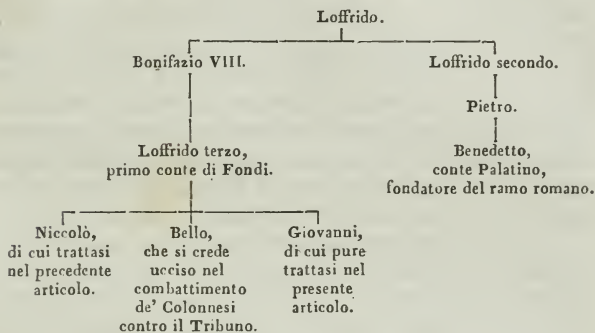 Loffrido.
Bonifazio VIII.
Loffrido secondo.
Pietro.
Loffrido terzo,
primo conte di Fondi.
Benedetto,
conte Palatino,
fondatore del ramo romano.
Niccolò,
di cui trattasi
nel precedente
articolo.
Bello,
che si crede
ucciso nel
combattimento
de' Colonnesi
contro il Tribuno.
Giovanni,
di cui pure
trattasi nel
presente
articolo.